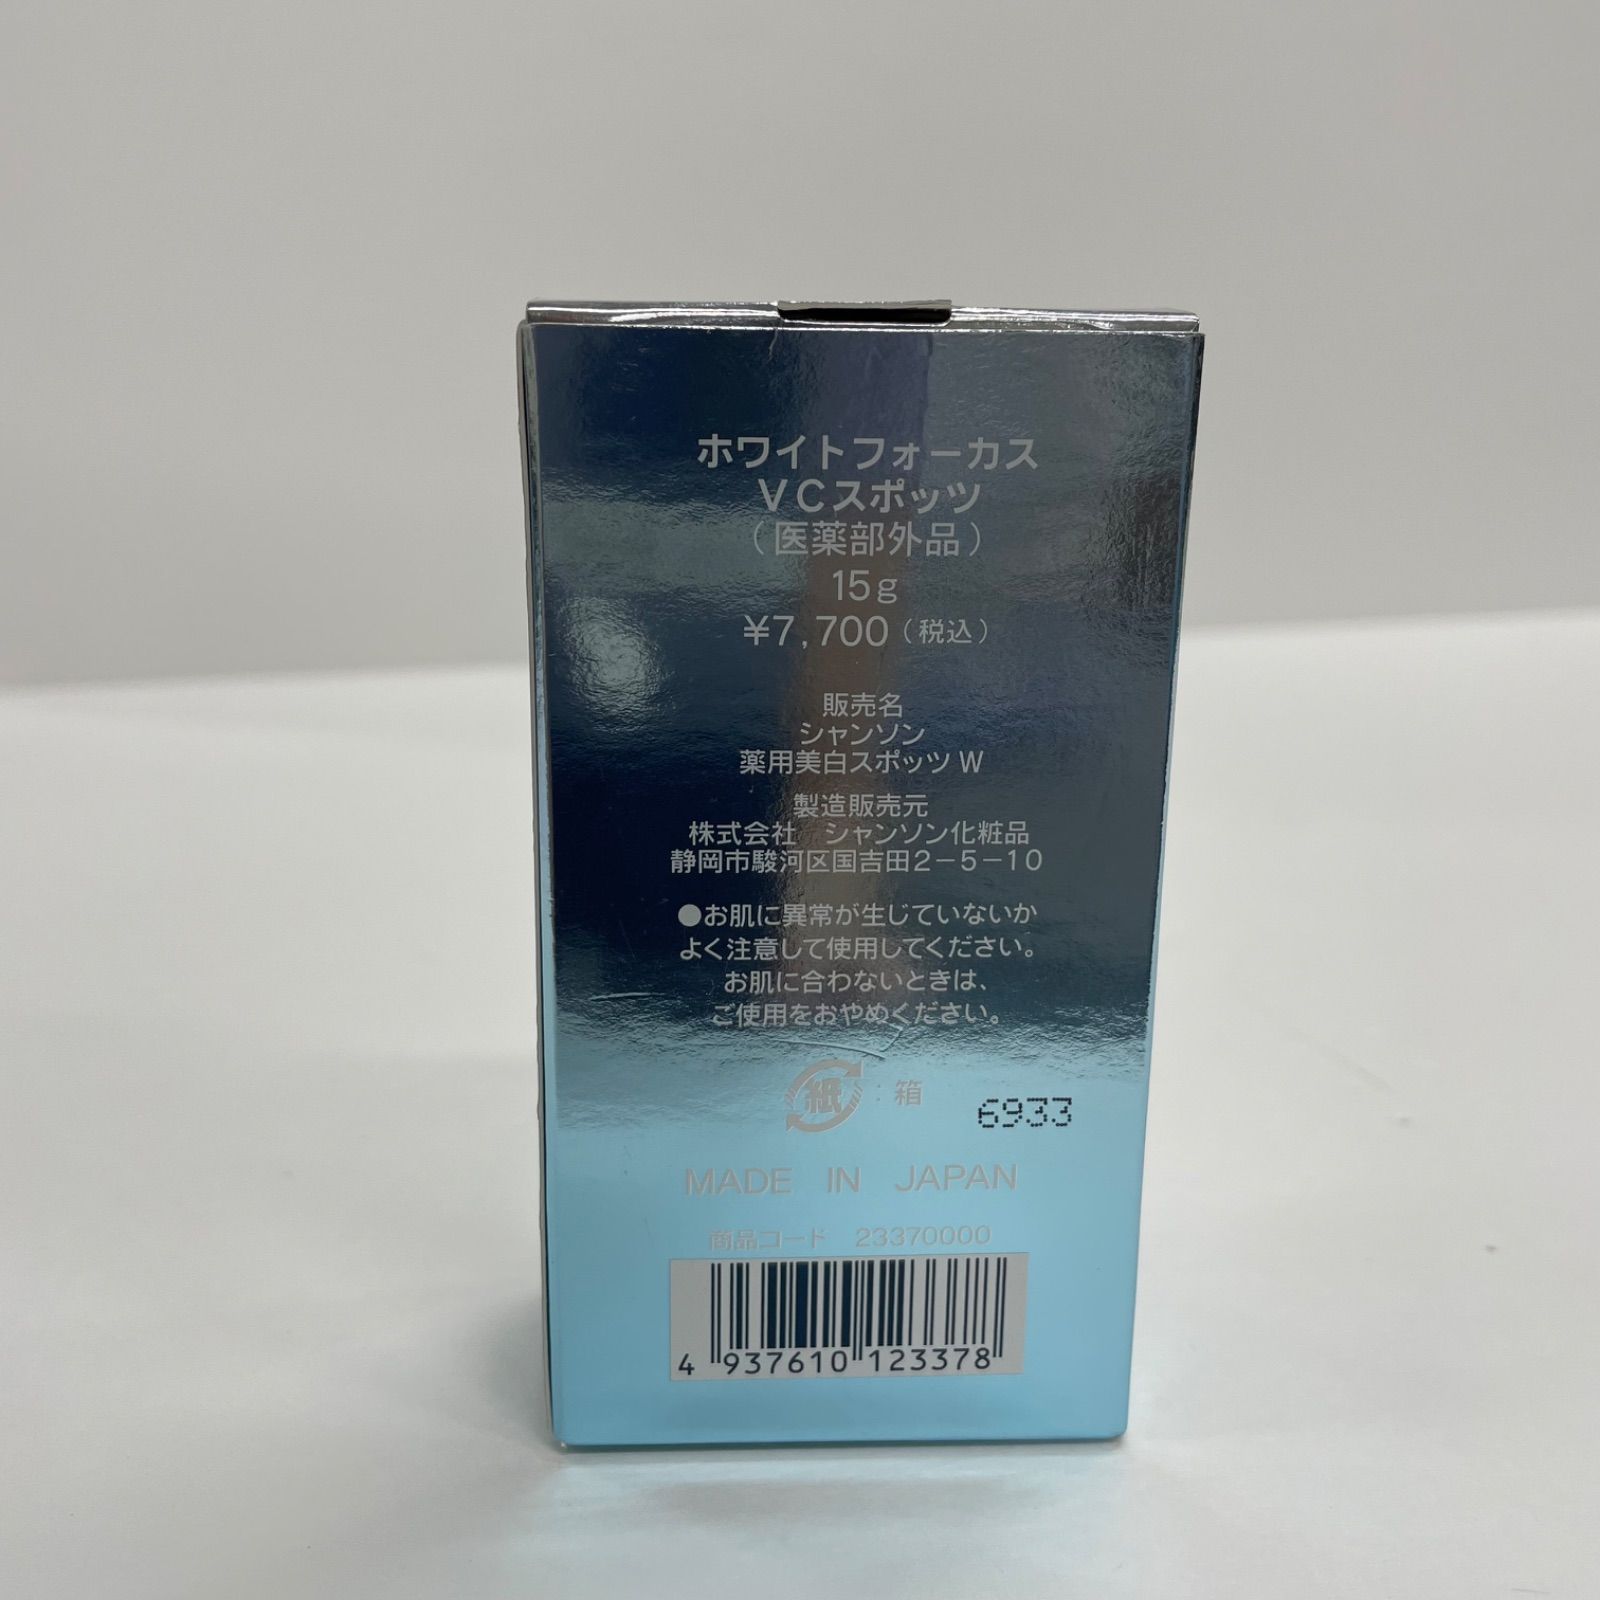 ホワイトフォーカス
VCスポッツ
（医薬部外品）
15g
¥7,700（税込）
販売名
シャンソン
薬用美白スポッツW
製造販売元
株式会社　シャンソン化粧品
静岡市駿河区国吉田2－5－10
●お肌に異常が生じていないか
よく注意して使用してください。
お肌に合わないときは、
ご使用をおやめください。
紙：箱
6933
MADE IN JAPAN
商品コード　23370000
4 937610 123378